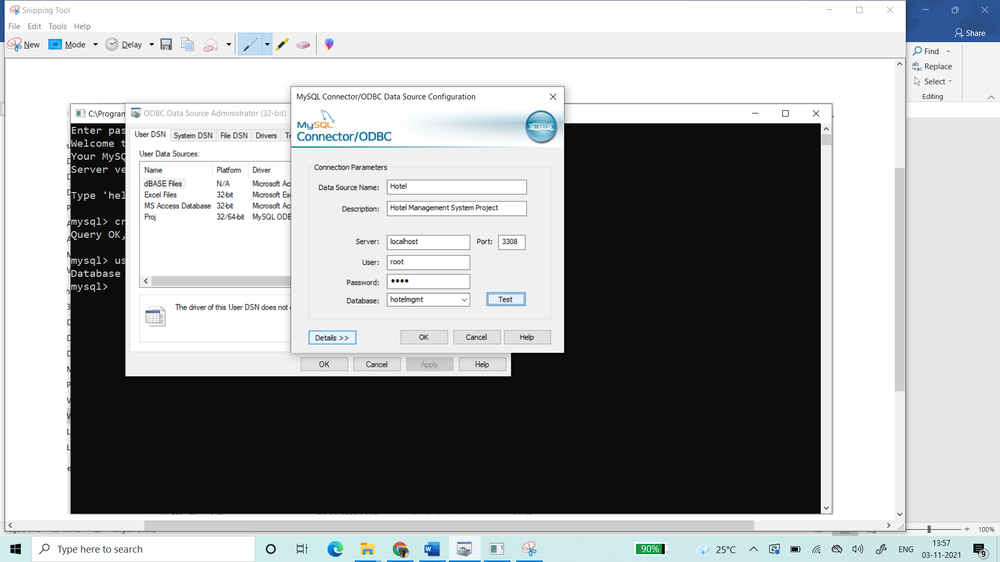 Snipping Tool
File Edit Tools Help
New Mode Delay
Share
Find
Replace
Select
Editing
C:\Program
Enter pas
Welcome t
Your MySQ
Server ve
Type 'hel
mysql> cr
Query OK,
mysql> us
Database
mysql>
ODBC Data Source Administrator (32-bit)
User DSN System DSN File DSN Drivers Tr
User Data Sources:
Name Platform Driver
dBASE Files N/A Microsoft Ac
Excel Files 32-bit Microsoft Exc
MS Access Database 32-bit Microsoft Ac
Proj 32/64-bit MySQL ODB
The driver of this User DSN does not
OK Cancel Apply Help
MySQL Connector/ODBC Data Source Configuration
MySQL
Connector/ODBC
Connection Parameters
Data Source Name: Hotel
Description: Hotel Management System Project
Server: localhost Port: 3308
User: root
Password: ••••
Database: hotelmgmt Test
Details >> OK Cancel Help
100%
Type here to search
90%
25°C
ENG
13:57
03-11-2021
9